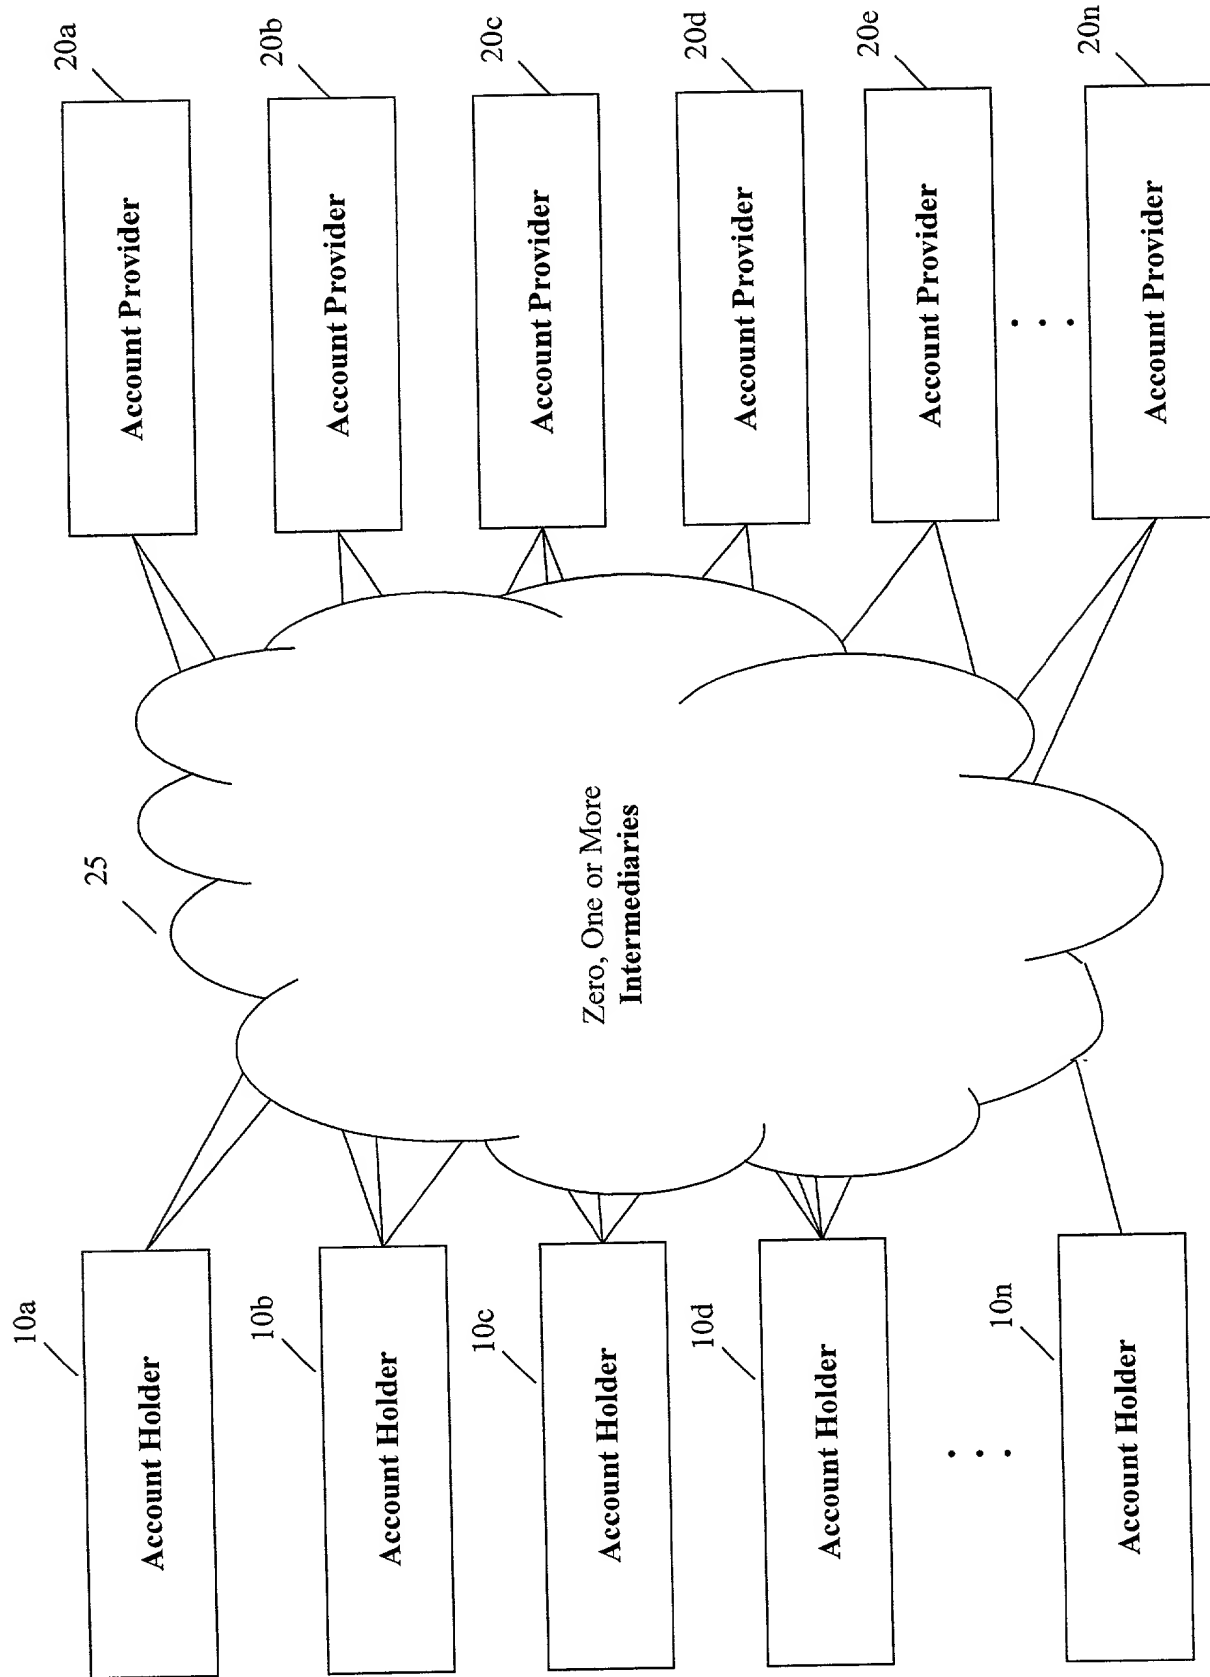 10a
Account Holder
10b
Account Holder
10c
Account Holder
10d
Account Holder
. . .
10n
Account Holder
25
Zero, One or More
Intermediaries
20a
Account Provider
20b
Account Provider
20c
Account Provider
20d
Account Provider
20e
Account Provider
. . .
20n
Account Provider